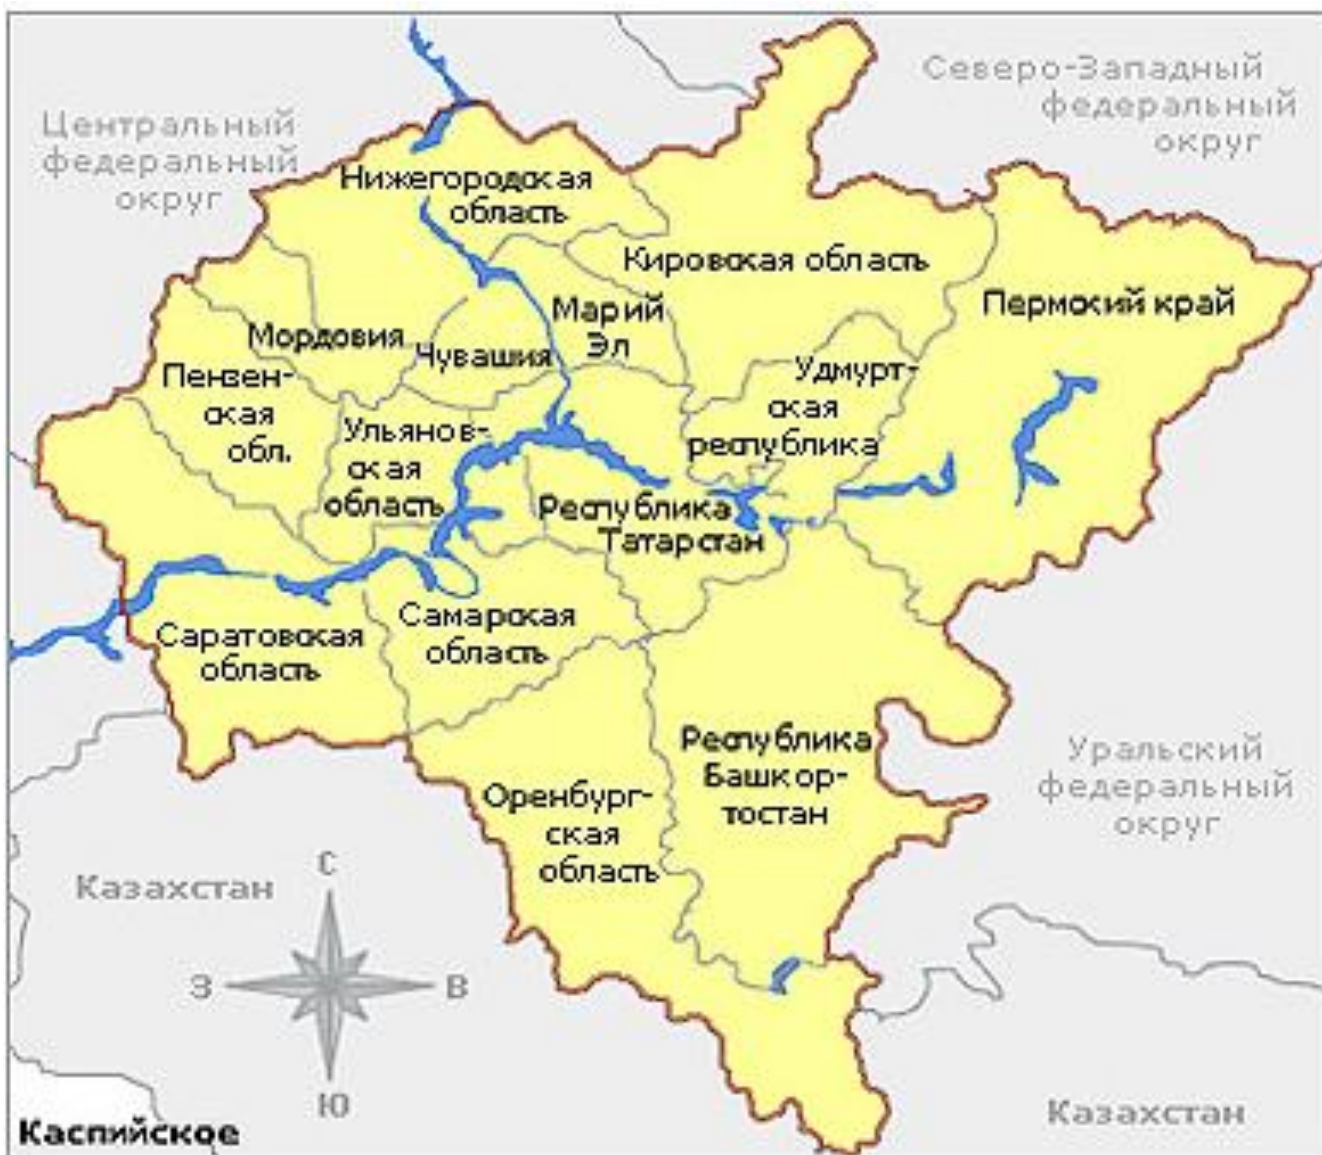 Северо-Западный
федеральный
округ
Центральный
федеральный
округ
Нижегородская
область
Кировская область
Пермский край
Марий
Эл
Мордовия
Чувашия
Удмурт-
ская
республика
Пензен-
ская
обл.
Ульянов-
ская
область
Республика
Татарстан
Самарская
область
Саратовская
область
Республика
Башкор-
тостан
Уральский
федеральный
округ
Оренбург-
ская
область
Казахстан
С
З
В
Ю
Казахстан
Каспийское